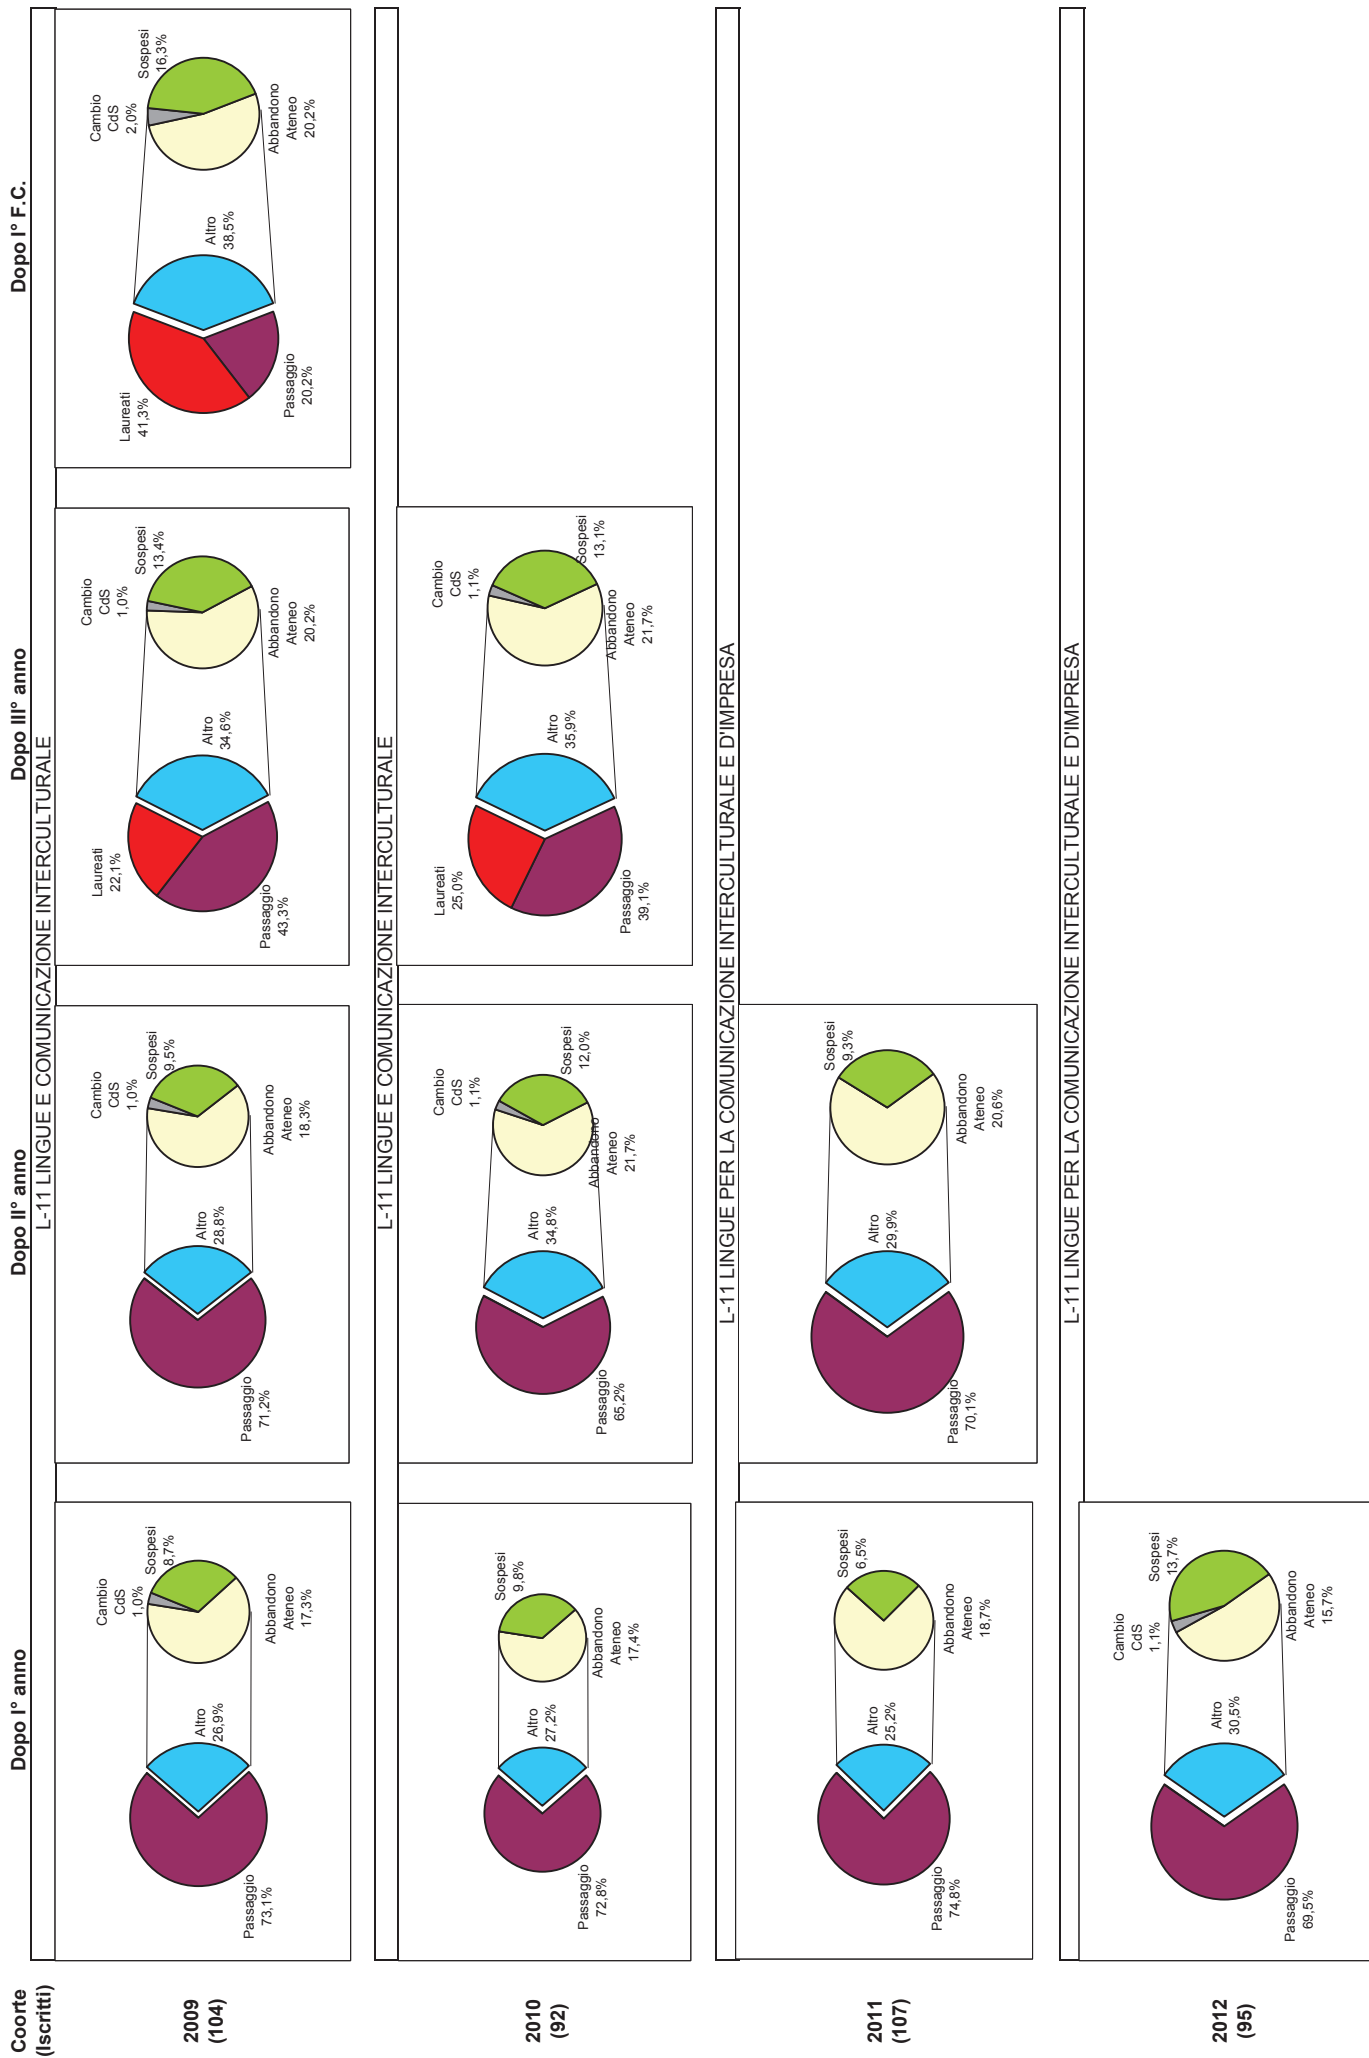 Coorte
(Iscritti)
Dopo I° anno
Dopo II° anno
Dopo III° anno
Dopo I° F.C.
L-11 LINGUE E COMUNICAZIONE INTERCULTURALE
2009
(104)
Passaggio
73,1%
Altro
26,9%
Cambio
CdS
1,0%
Sospesi
8,7%
Abbandono
Ateneo
17,3%
Passaggio
71,2%
Altro
28,8%
Cambio
CdS
1,0%
Sospesi
9,5%
Abbandono
Ateneo
18,3%
Laureati
22,1%
Passaggio
43,3%
Altro
34,6%
Cambio
CdS
1,0%
Sospesi
13,4%
Abbandono
Ateneo
20,2%
Laureati
41,3%
Passaggio
20,2%
Altro
38,5%
Cambio
CdS
2,0%
Sospesi
16,3%
Abbandono
Ateneo
20,2%
L-11 LINGUE E COMUNICAZIONE INTERCULTURALE
2010
(92)
Passaggio
72,8%
Altro
27,2%
Sospesi
9,8%
Abbandono
Ateneo
17,4%
Passaggio
65,2%
Altro
34,8%
Cambio
CdS
1,1%
Sospesi
12,0%
Abbandono
Ateneo
21,7%
Laureati
25,0%
Passaggio
39,1%
Altro
35,9%
Cambio
CdS
1,1%
Sospesi
13,1%
Abbandono
Ateneo
21,7%
L-11 LINGUE PER LA COMUNICAZIONE INTERCULTURALE E D'IMPRESA
2011
(107)
Passaggio
74,8%
Altro
25,2%
Sospesi
6,5%
Abbandono
Ateneo
18,7%
Passaggio
70,1%
Altro
29,9%
Sospesi
9,3%
Abbandono
Ateneo
20,6%
L-11 LINGUE PER LA COMUNICAZIONE INTERCULTURALE E D'IMPRESA
2012
(95)
Passaggio
69,5%
Altro
30,5%
Cambio
CdS
1,1%
Sospesi
13,7%
Abbandono
Ateneo
15,7%